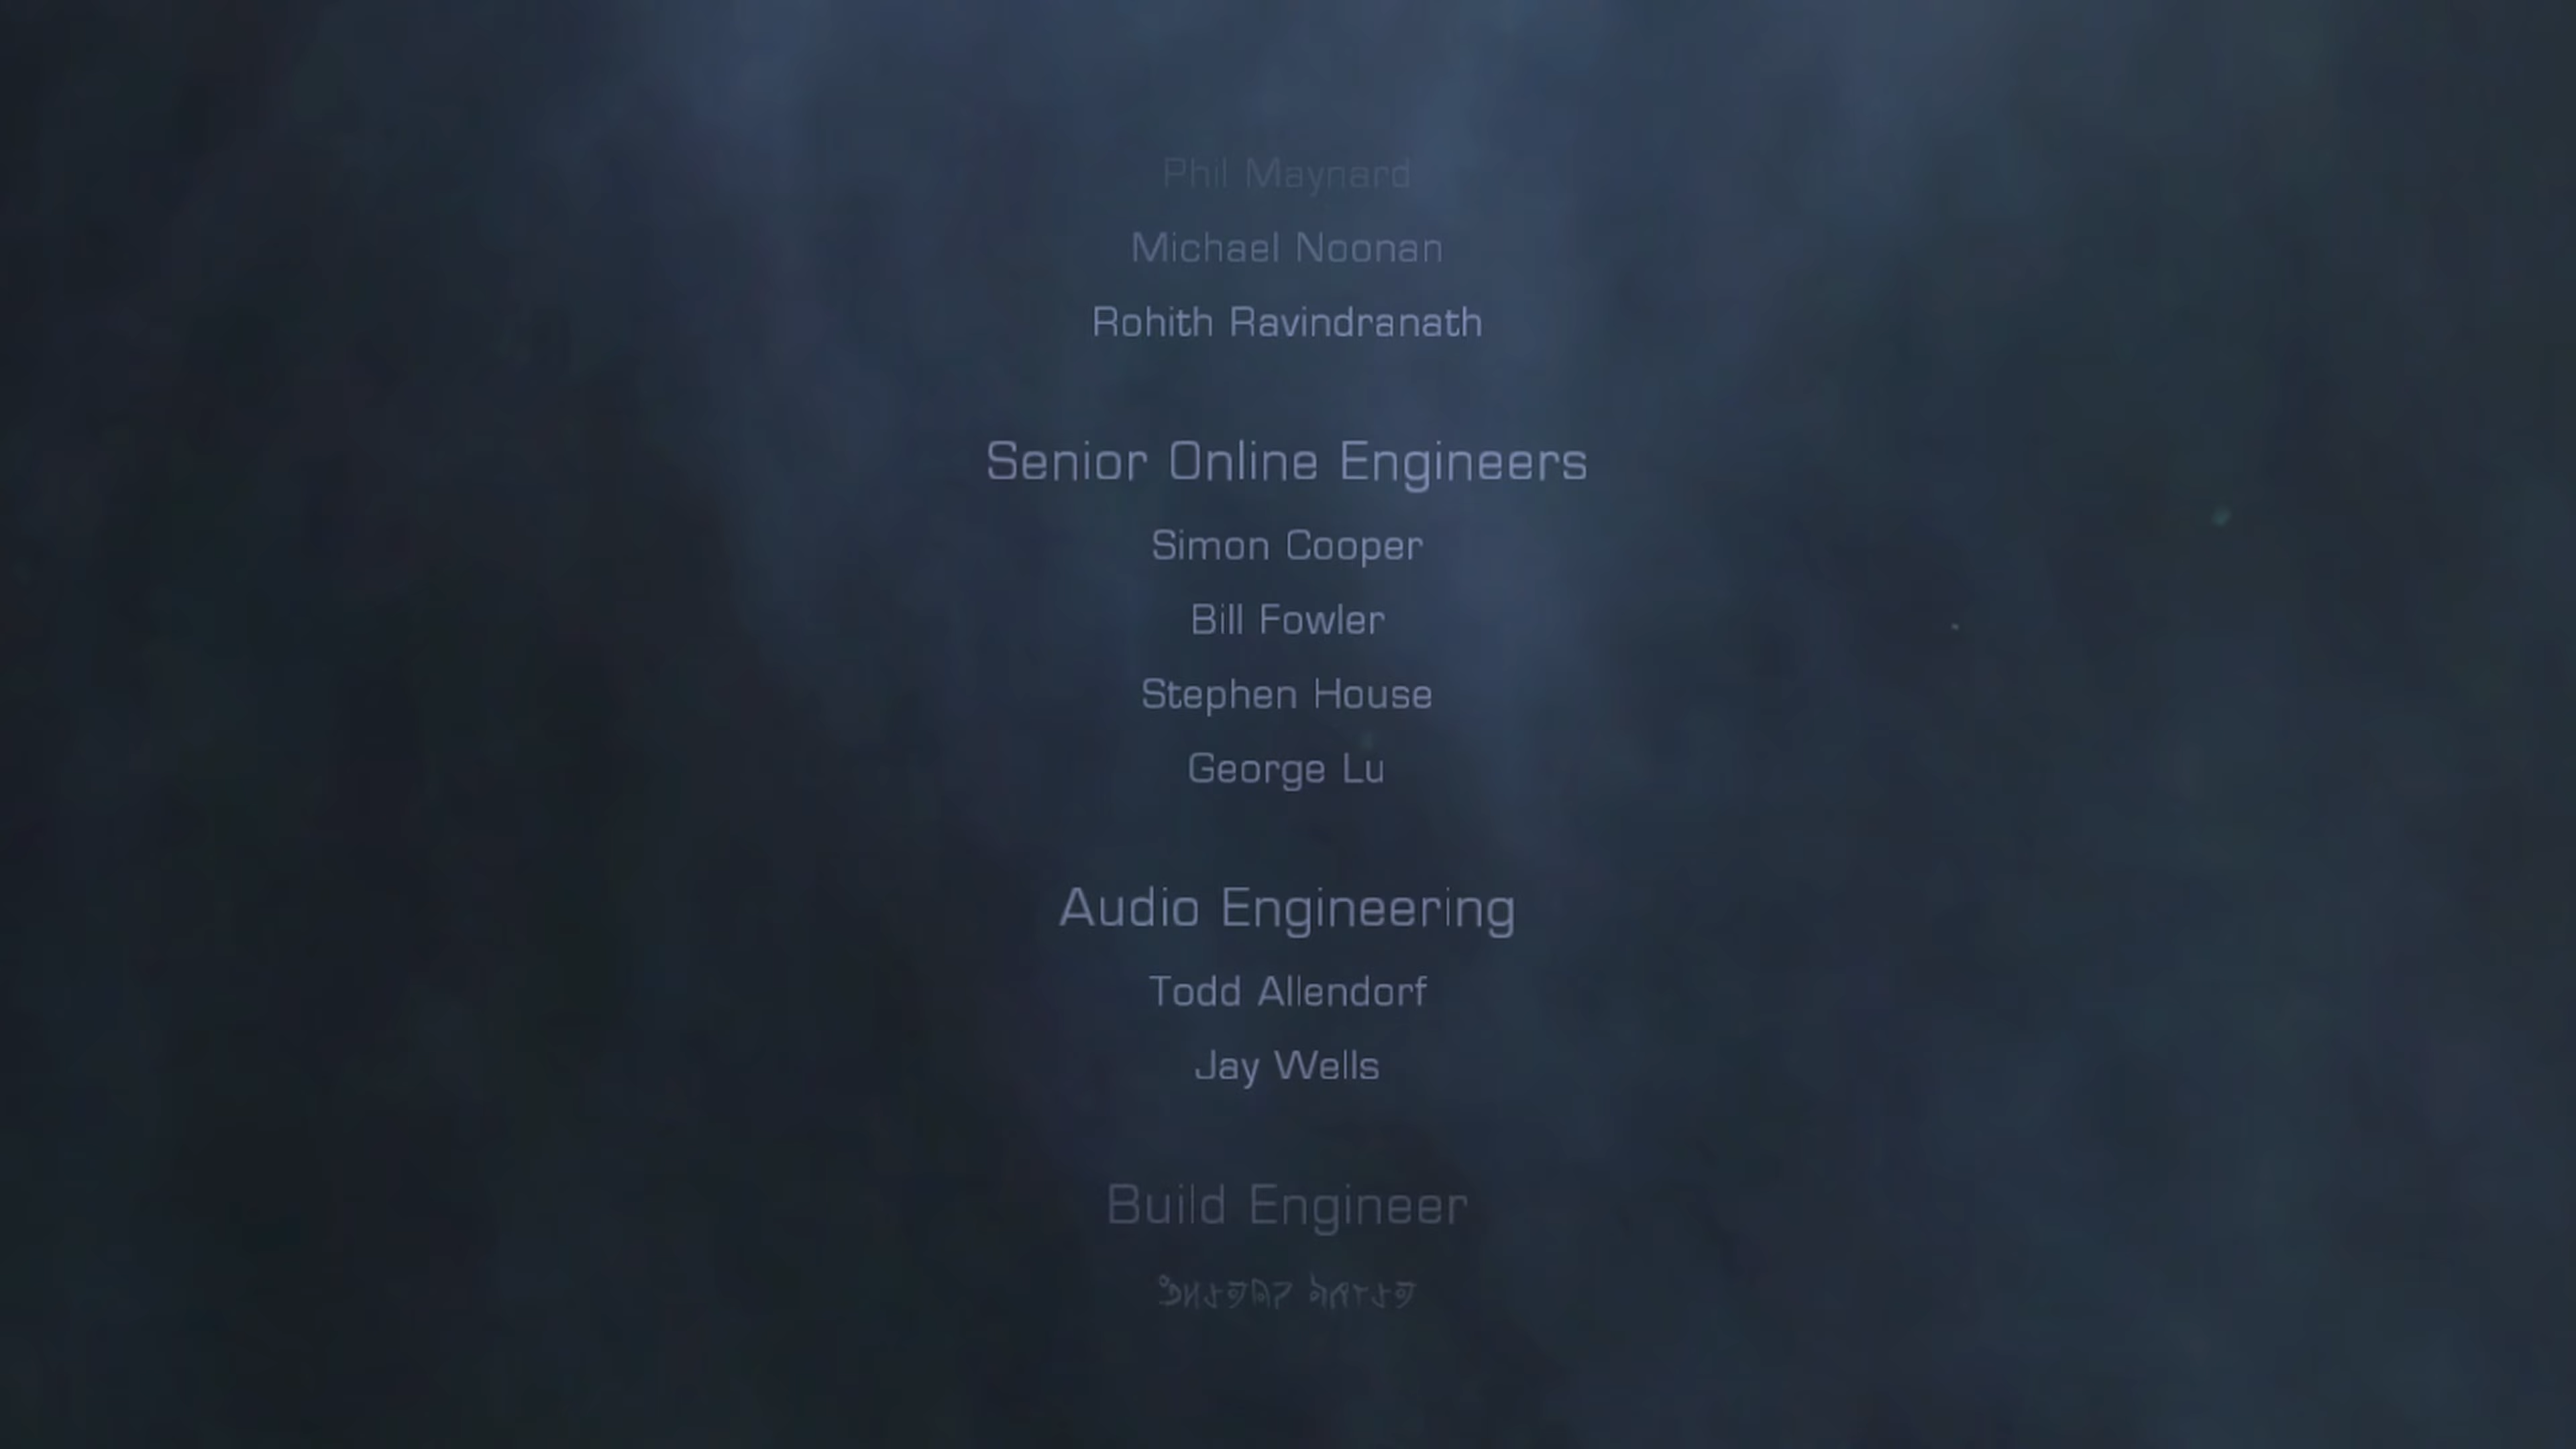 Phil Maynard
Michael Noonan
Rohith Ravindranath
Senior Online Engineers
Simon Cooper
Bill Fowler
Stephen House
George Lu
Audio Engineering
Todd Allendorf
Jay Wells
Build Engineer